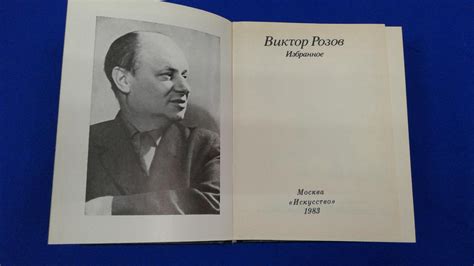 Виктор Розов
Избранное
Москва
«Искусство»
1983